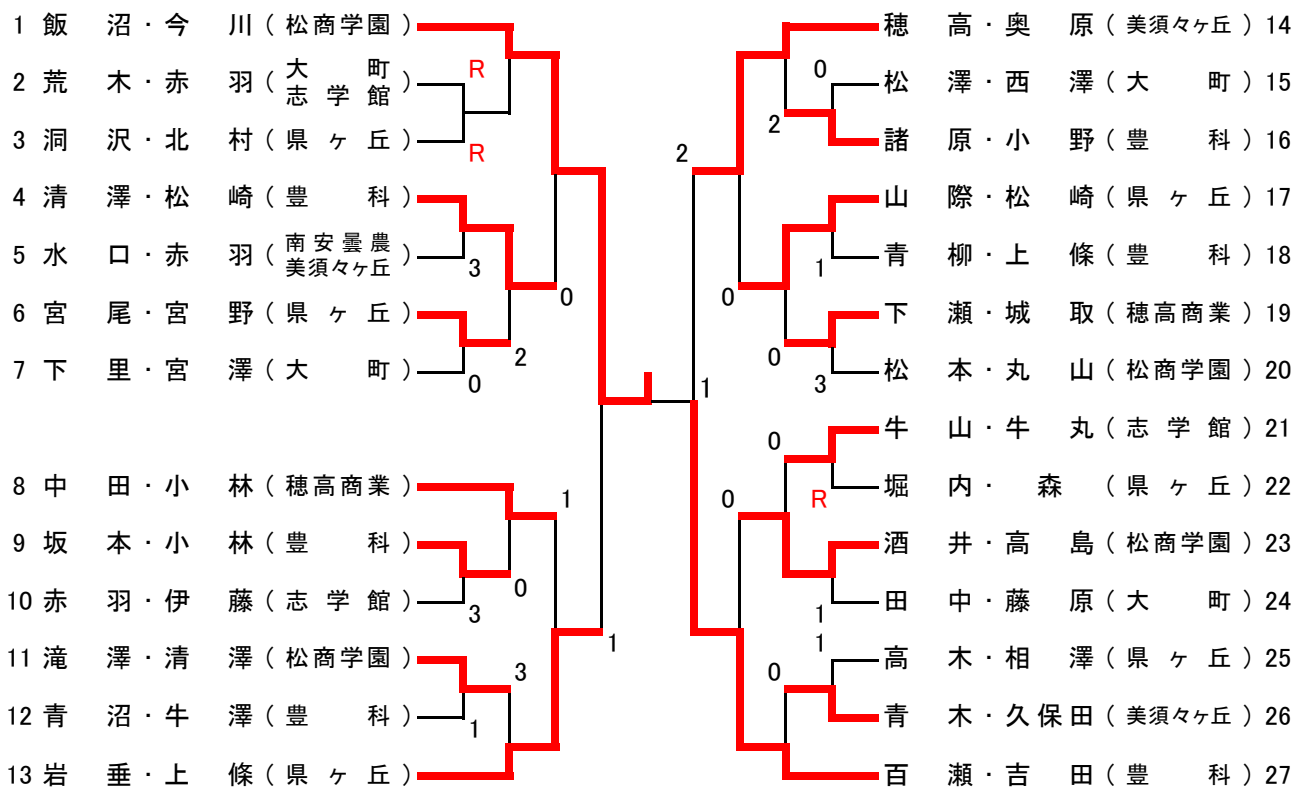 1 飯沼・今川(松商学園)
R
2 荒木・赤羽(大町 志学館)
3 洞沢・北村(県ヶ丘)
R
4 清澤・松崎(豊科)
5 水口・赤羽(南安曇農 美須々ヶ丘)
3
0
6 宮尾・宮野(県ヶ丘)
2
7 下里・宮澤(大町)
0
8 中田・小林(穂高商業)
1
9 坂本・小林(豊科)
0
10 赤羽・伊藤(志学館)
3
1
11 滝澤・清澤(松商学園)
3
12 青沼・牛澤(豊科)
1
13 岩垂・上條(県ヶ丘)
穂高・奥原(美須々ヶ丘)14
0
松澤・西澤(大町)15
2
諸原・小野(豊科)16
2
山際・松崎(県ヶ丘)17
青柳・上條(豊科)18
1
0
下瀬・城取(穂高商業)19
0
松本・丸山(松商学園)20
3
1
牛山・牛丸(志学館)21
0
堀内・森(県ヶ丘)22
R
0
酒井・高島(松商学園)23
田中・藤原(大町)24
1
1
高木・相澤(県ヶ丘)25
0
青木・久保田(美須々ヶ丘)26
百瀬・吉田(豊科)27